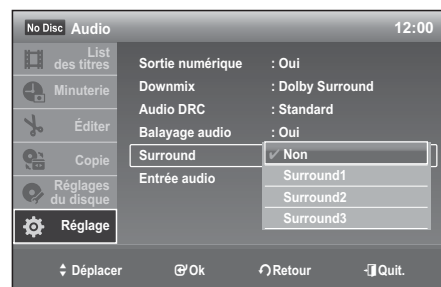 No Disc Audio 12:00
List
des titres
Minuterie
Éditer
Copie
Réglages
du disque
Réglage
Sortie numérique : Oui
Downmix : Dolby Surround
Audio DRC : Standard
Balayage audio : Oui
Surround ✔ Non
Entrée audio
Surround1
Surround2
Surround3
Déplacer Ok Retour Quit.